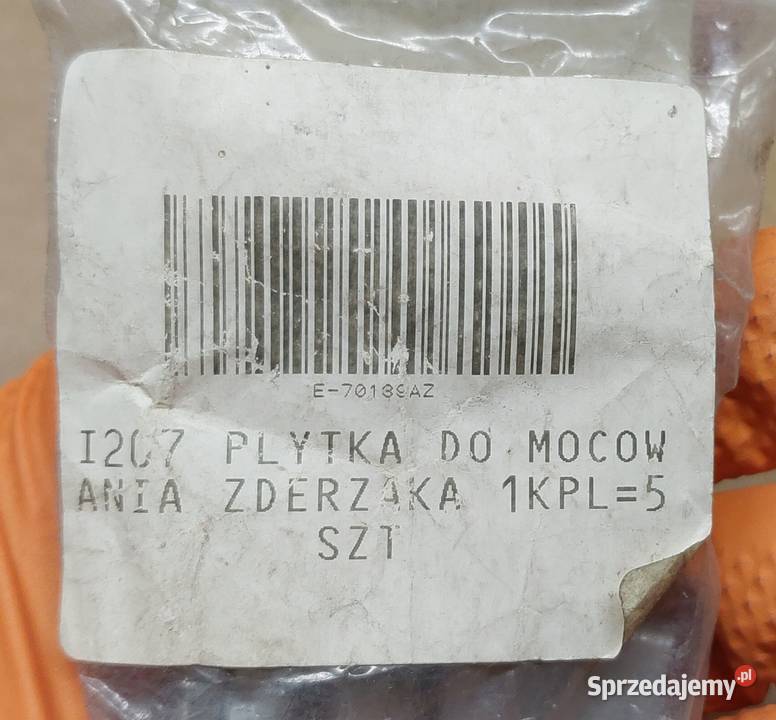 E-70189AZ
I207 PLYTKA DO MOCOW
ANIA ZDERZAKA 1KPL=5
SZT
Sprzedajemy.pl